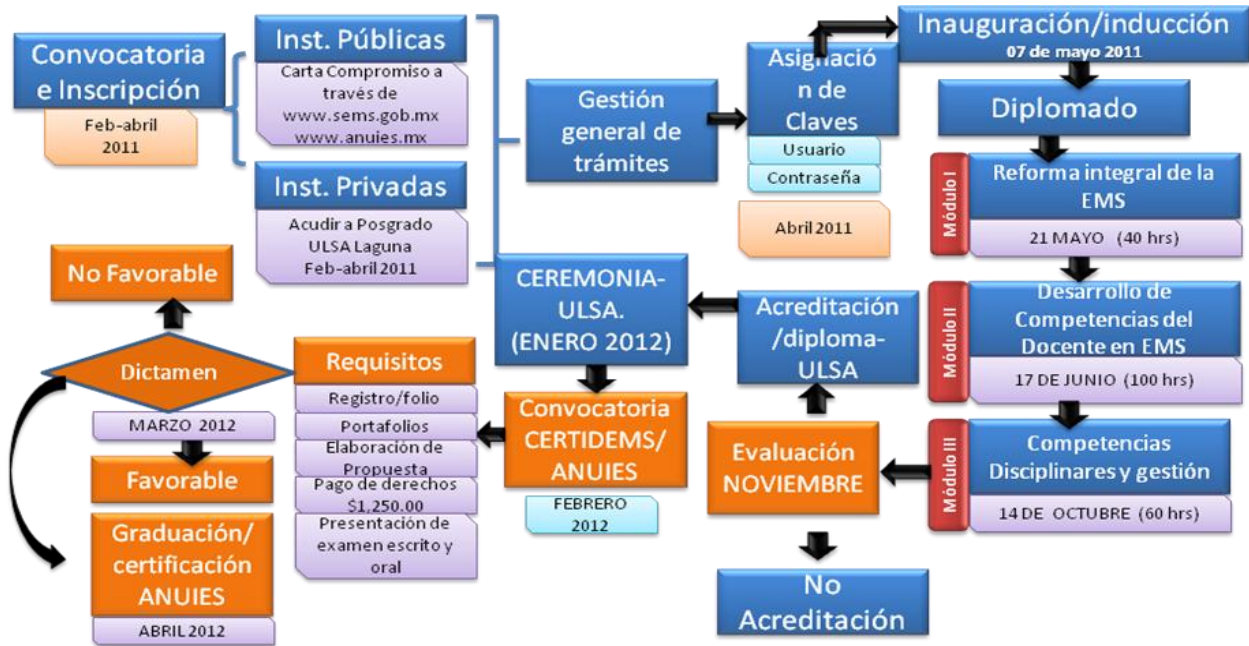 Convocatoria
e Inscripción
Feb-abril
2011
Inst. Públicas
Carta Compromiso a
través de
www.sems.gob.mx
www.anuies.mx
Inst. Privadas
Acudir a Posgrado
ULSA Laguna
Feb-abril 2011
Gestión
general de
trámites
Asignació
n de
Claves
Usuario
Contraseña
Abril 2011
Inauguración/inducción
07 de mayo 2011
Diplomado
Módulo I
Reforma integral de la
EMS
21 MAYO (40 hrs)
Módulo II
Desarrollo de
Competencias del
Docente en EMS
17 DE JUNIO (100 hrs)
Módulo III
Competencias
Disciplinares y gestión
14 DE OCTUBRE (60 hrs)
Evaluación
NOVIEMBRE
No
Acreditación
Acreditación
/diploma-
ULSA
CEREMONIA-
ULSA.
(ENERO 2012)
Convocatoria
CERTIDEMS/
ANUIES
FEBRERO
2012
Requisitos
Registro/folio
Portafolios
Elaboración de
Propuesta
Pago de derechos
$1,250.00
Presentación de
examen escrito y
oral
Dictamen
MARZO 2012
No Favorable
Favorable
Graduación/
certificación
ANUIES
ABRIL 2012